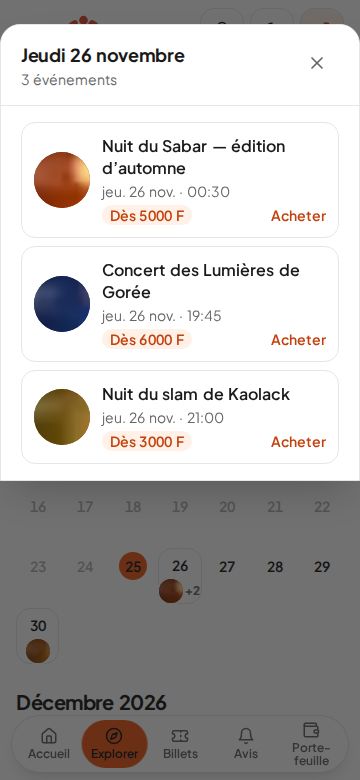 Jeudi 26 novembre
3 événements
Nuit du Sabar — édition
d’automne
jeu. 26 nov. · 00:30
Dès 5000 F
Acheter
Concert des Lumières de
Gorée
jeu. 26 nov. · 19:45
Dès 6000 F
Acheter
Nuit du slam de Kaolack
jeu. 26 nov. · 21:00
Dès 3000 F
Acheter
16 17 18 19 20 21 22
23 24 25 26 27 28 29
+2
30
Décembre 2026
Accueil
Explorer
Billets
Avis
Porte-
feuille